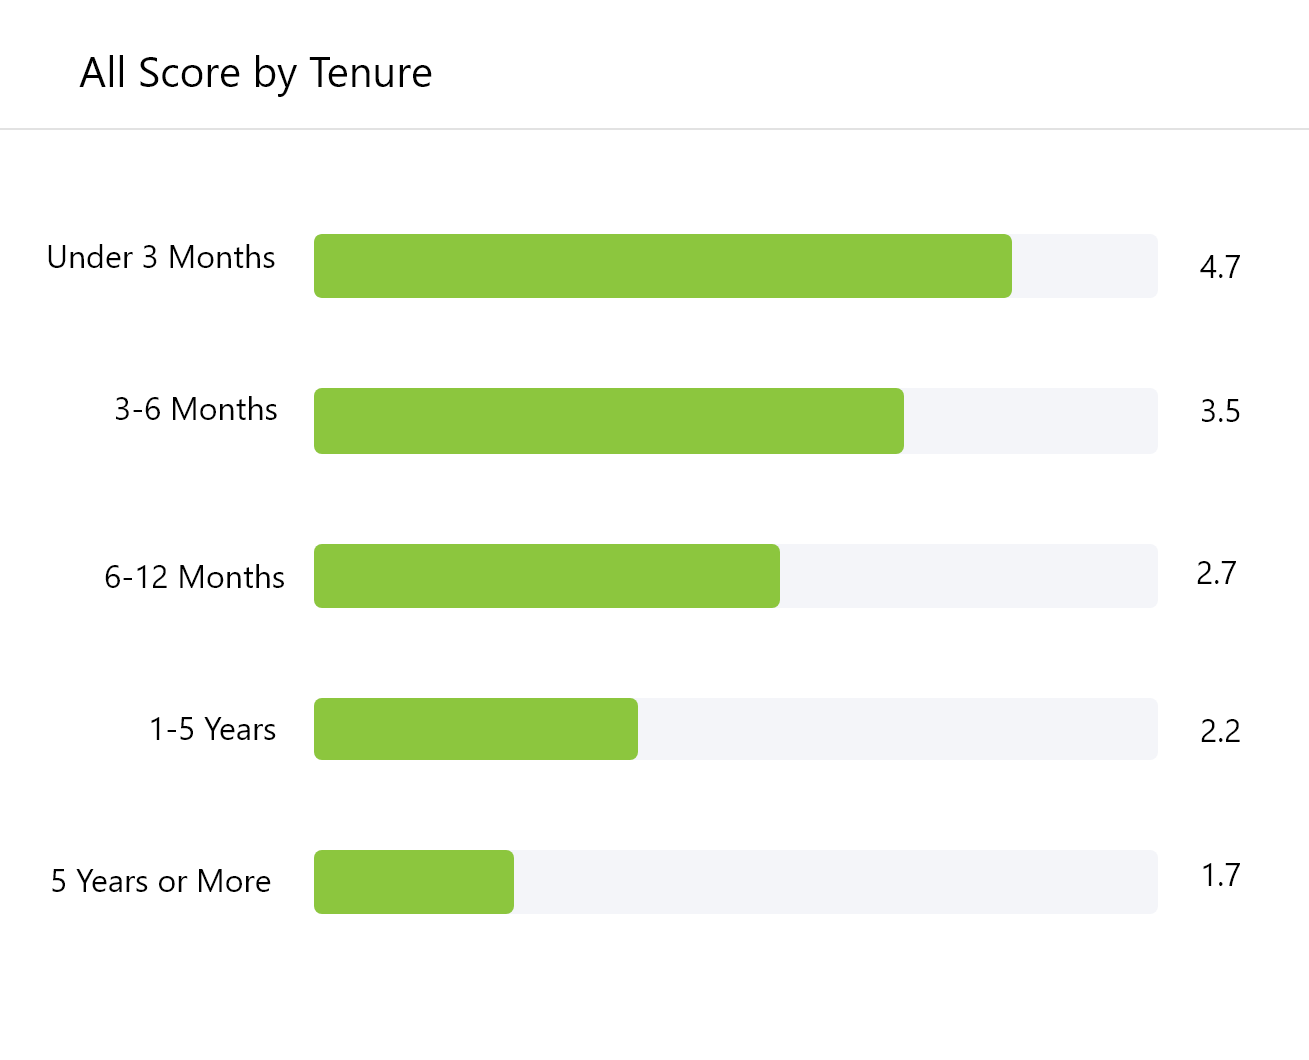 All Score by Tenure
Under 3 Months 4.7
3-6 Months 3.5
6-12 Months 2.7
1-5 Years 2.2
5 Years or More 1.7